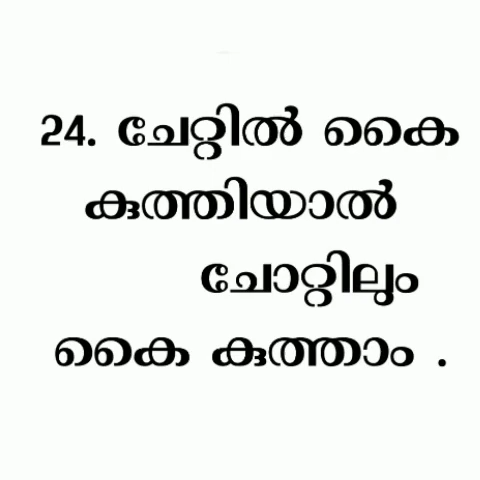 24. ചേറ്റിൽ കൈ
കുത്തിയാൽ
ചോറ്റിലും
കൈ കുത്താം .